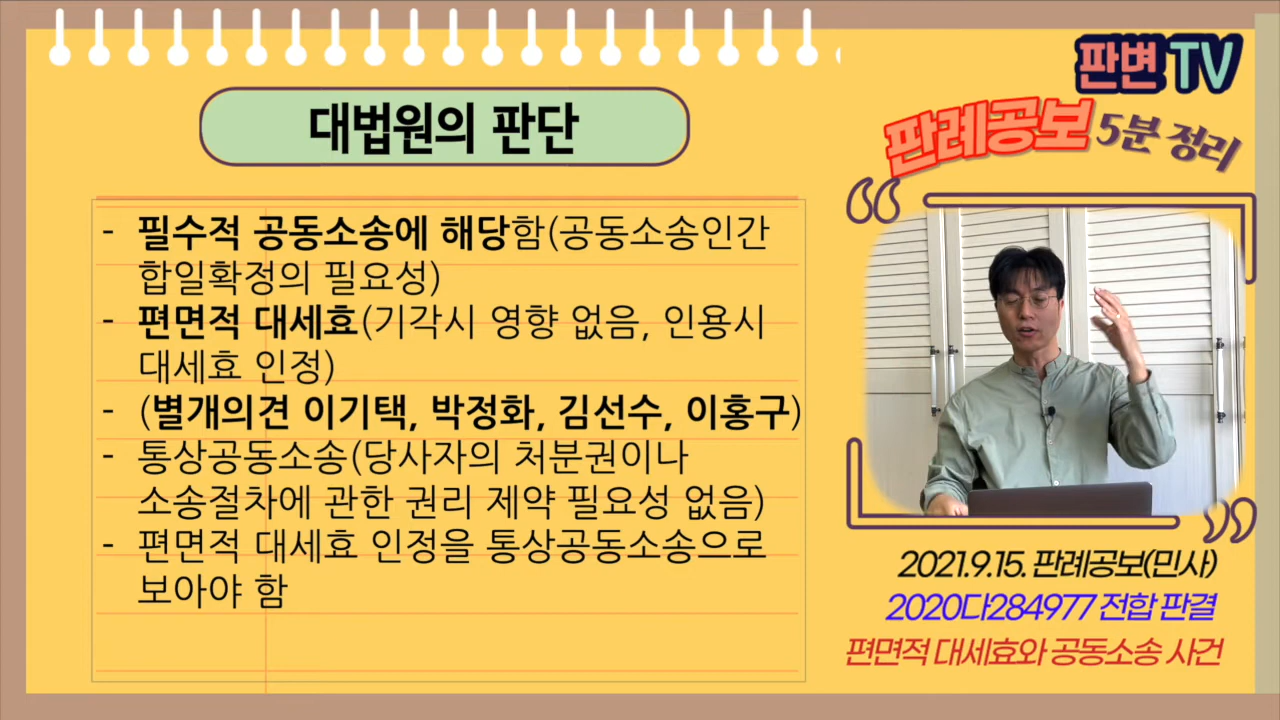 대법원의 판단
- 필수적 공동소송에 해당함(공동소송인간
합일확정의 필요성)
- 편면적 대세효(기각시 영향 없음, 인용시
대세효 인정)
- (별개의견 이기택, 박정화, 김선수, 이흥구)
- 통상공동소송(당사자의 처분권이나
소송절차에 관한 권리 제약 필요성 없음)
- 편면적 대세효 인정을 통상공동소송으로
보아야 함
판변 TV
판례공보 5분 정리
2021.9.15. 판례공보(민사)
2020다284977 전합 판결
편면적 대세효와 공동소송 사건